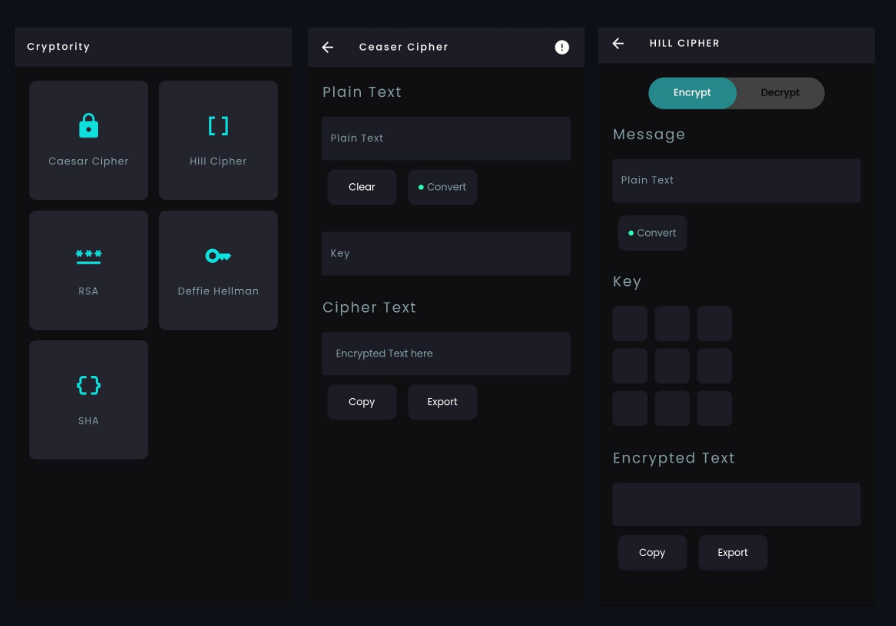 Cryptority
Caesar Cipher
Hill Cipher
RSA
Deffie Hellman
SHA
Ceaser Cipher
Plain Text
Plain Text
Clear
Convert
Key
Cipher Text
Encrypted Text here
Copy
Export
HILL CIPHER
Encrypt
Decrypt
Message
Plain Text
Convert
Key
Encrypted Text
Copy
Export